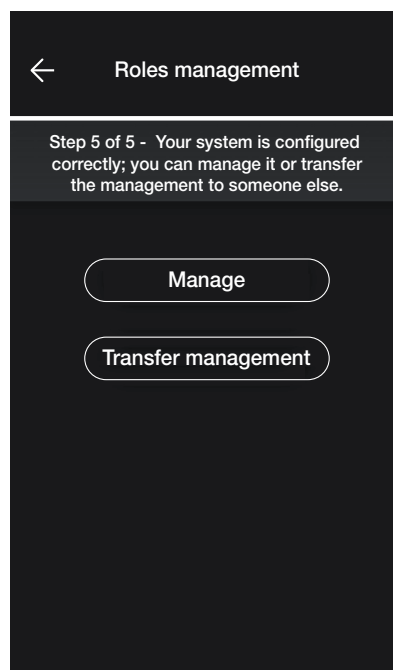 Roles management
Step 5 of 5 - Your system is configured
correctly; you can manage it or transfer
the management to someone else.
Manage
Transfer management